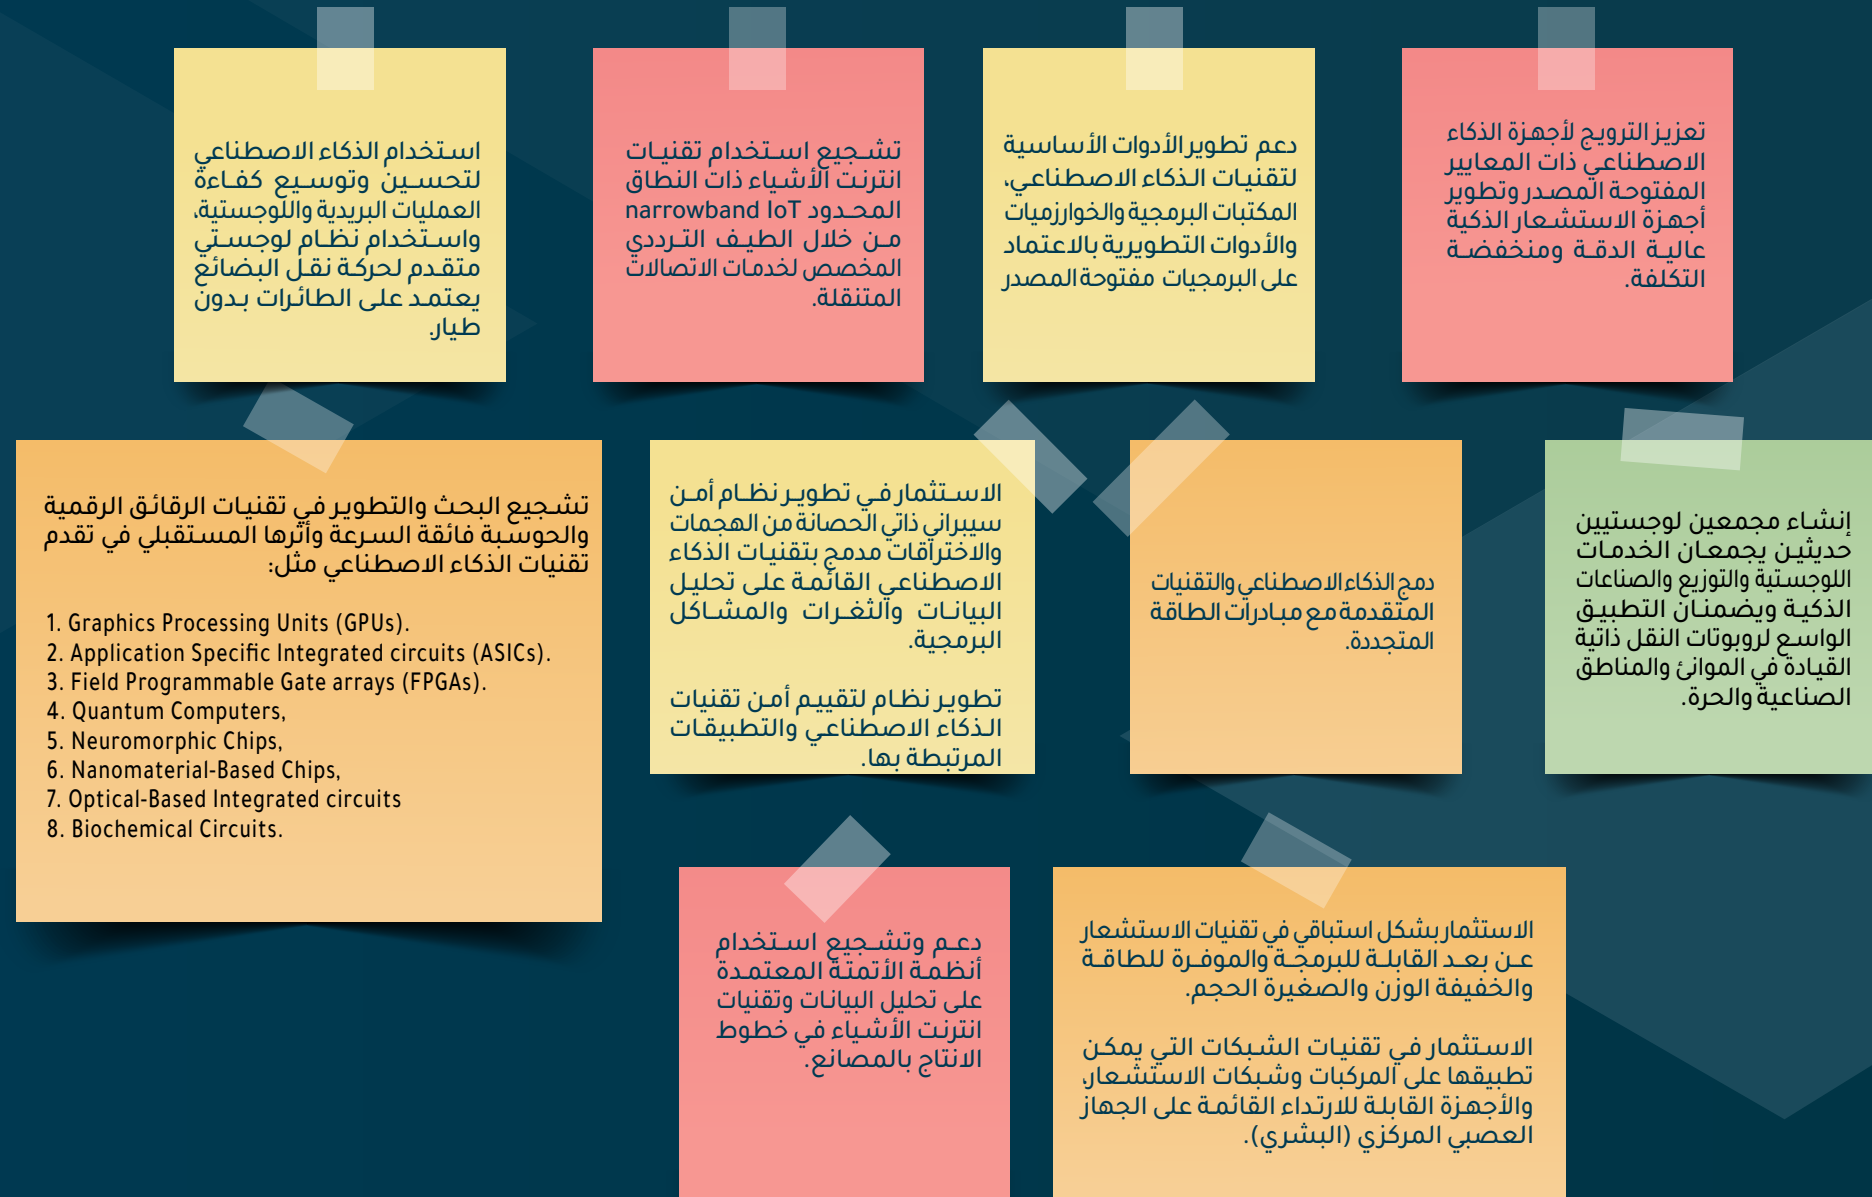 تعزيز الترويج لأجهزة الذكاء
الاصطناعي ذات المعايير
المفتوحة المصدر وتطوير
أجهزة الاستشعار الذكية
عالية الدقة ومنخفضة
التكلفة.
دعم تطوير الأدوات الأساسية
لتقنيات الذكاء الاصطناعي،
المكتبات البرمجية والخوارزميات
والأدوات التطويرية بالاعتماد
على البرمجيات مفتوحة المصدر
تشجيع استخدام تقنيات
انترنت الأشياء ذات النطاق
المحدود narrowband IoT
من خلال الطيف الترددي
المخصص لخدمات الاتصالات
المتنقلة.
استخدام الذكاء الاصطناعي
لتحسين وتوسيع كفاءة
العمليات البريدية واللوجستية،
واستخدام نظام لوجستي
متقدم لحركة نقل البضائع
يعتمد على الطائرات بدون
طيار.
إنشاء مجمعين لوجستيين
حديثين يجمعان الخدمات
اللوجستية والتوزيع والصناعات
الذكية ويضمنان التطبيق
الواسع لروبوتات النقل ذاتية
القيادة في الموانئ والمناطق
الصناعية والحرة.
دمج الذكاء الاصطناعي والتقنيات
المتقدمة مع مبادرات الطاقة
المتجددة.
الاستثمار في تطوير نظام أمن
سيبراني ذاتي الحصانة من الهجمات
والاختراقات مدمج بتقنيات الذكاء
الاصطناعي القائمة على تحليل
البيانات والثغرات والمشاكل
البرمجية.
تطوير نظام لتقييم أمن تقنيات
الذكاء الاصطناعي والتطبيقات
المرتبطة بها.
تشجيع البحث والتطوير في تقنيات الرقائق الرقمية
والحوسبة فائقة السرعة وأثرها المستقبلي في تقدم
تقنيات الذكاء الاصطناعي مثل:
1. Graphics Processing Units (GPUs).
2. Application Specific Integrated circuits (ASICs).
3. Field Programmable Gate arrays (FPGAs).
4. Quantum Computers,
5. Neuromorphic Chips,
6. Nanomaterial-Based Chips,
7. Optical-Based Integrated circuits
8. Biochemical Circuits.
الاستثمار بشكل استباقي في تقنيات الاستشعار
عن بعد القابلة للبرمجة والموفرة للطاقة
والخفيفة الوزن والصغيرة الحجم.
الاستثمار في تقنيات الشبكات التي يمكن
تطبيقها على المركبات وشبكات الاستشعار،
والأجهزة القابلة للارتداء القائمة على الجهاز
العصبي المركزي (البشري).
دعم وتشجيع استخدام
أنظمة الأتمتة المعتمدة
على تحليل البيانات وتقنيات
انترنت الأشياء في خطوط
الانتاج بالمصانع.